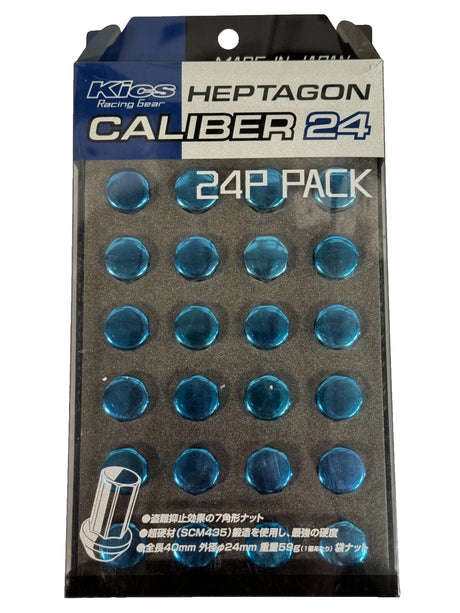 MADE IN JAPAN
Kics HEPTAGON
Racing Gear
CALIBER 24
24P PACK
●盗難抑止効果の7角形ナット
●超硬材(SCM435)鍛造を使用し、最強の硬度
●全長40mm 外径φ24mm 重量59g(1個あたり) 袋ナット